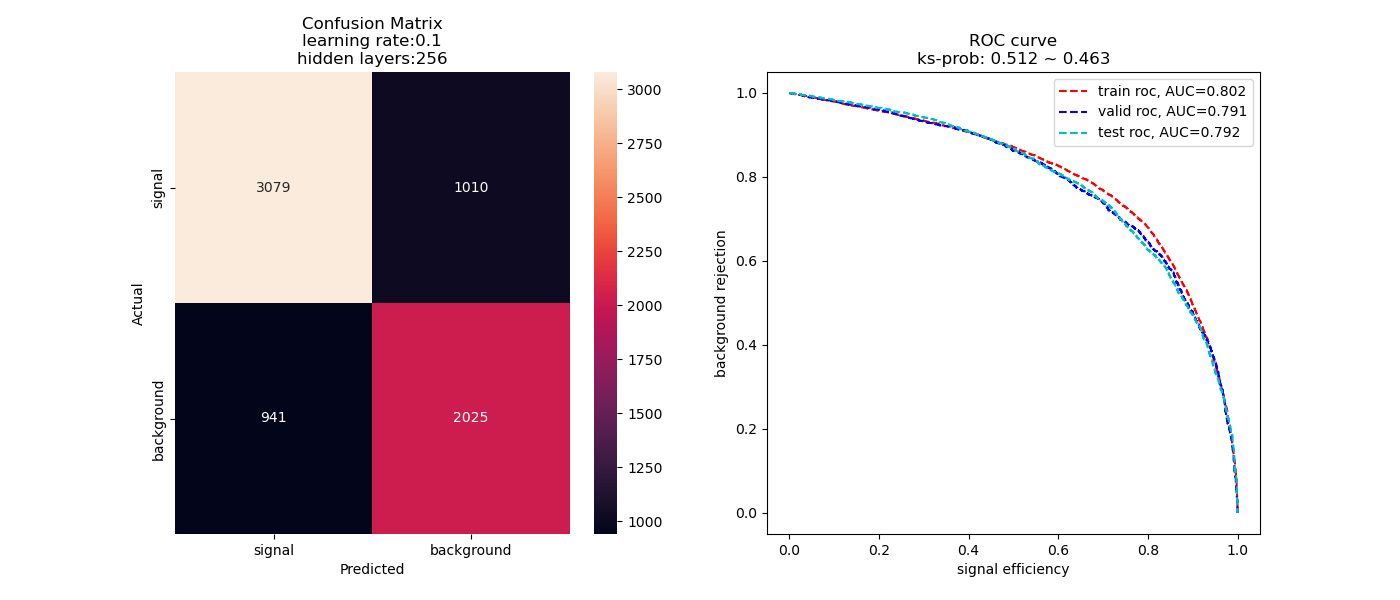 Confusion Matrix
learning rate:0.1
hidden layers:256
signal
background
Actual
3079
1010
941
2025
signal
background
Predicted
3000
2750
2500
2250
2000
1750
1500
1250
1000
ROC curve
ks-prob: 0.512 ~ 0.463
train roc, AUC=0.802
valid roc, AUC=0.791
test roc, AUC=0.792
background rejection
1.0
0.8
0.6
0.4
0.2
0.0
0.0
0.2
0.4
0.6
0.8
1.0
signal efficiency